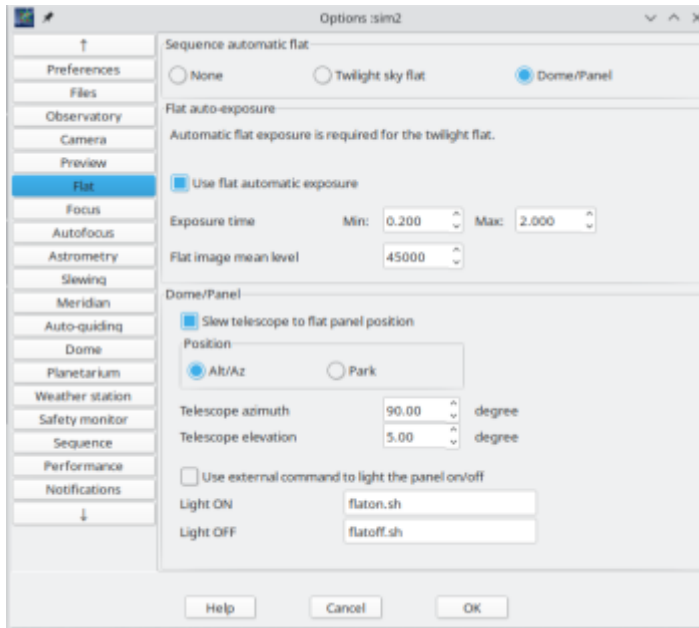 Options :sim2
↑
Preferences
Files
Observatory
Camera
Preview
Flat
Focus
Autofocus
Astrometry
Slewing
Meridian
Auto-guiding
Dome
Planetarium
Weather station
Safety monitor
Sequence
Performance
Notifications
↓
Sequence automatic flat
None Twilight sky flat Dome/Panel
Flat auto-exposure
Automatic flat exposure is required for the twilight flat.
Use flat automatic exposure
Exposure time Min: 0.200 Max: 2.000
Flat image mean level 45000
Dome/Panel
Slew telescope to flat panel position
Position
Alt/Az Park
Telescope azimuth 90.00 degree
Telescope elevation 5.00 degree
Use external command to light the panel on/off
Light ON flaton.sh
Light OFF flatoff.sh
Help Cancel OK